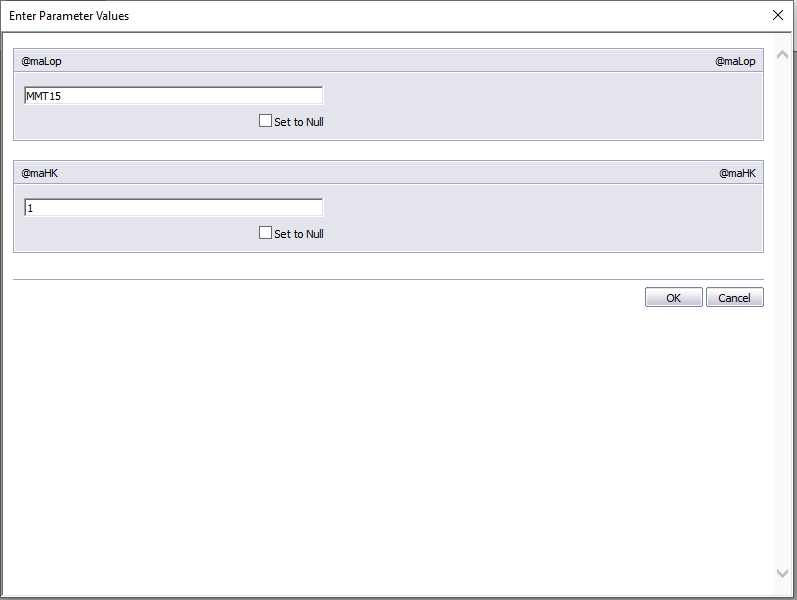 Enter Parameter Values
@maLop @maLop
MMT15
Set to Null
@maHK @maHK
1
Set to Null
OK Cancel